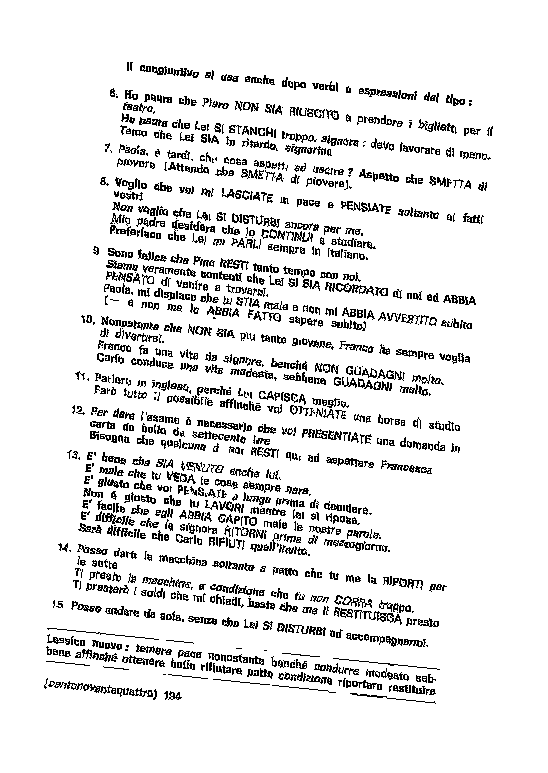 Il congiuntivo si usa anche dopo verbi o espressioni del tipo :
6. Ho paura che Piero NON SIA RIUSCITO a prendere i biglietti per il
teatro.
Ho paura che Lei SI STANCHI troppo, signora : deve lavorare di meno.
Temo che Lei SIA in ritardo, signorina
7. Paola, è tardi, che cosa aspetti ad uscire ? Aspetto che SMETTA di
piovere (Attendo che SMETTA di piovere).
8. Voglio che voi mi LASCIATE in pace e PENSIATE soltanto ai fatti
vostri
Non voglio che Lei SI DISTURBI ancora per me.
Mio padre desidera che io CONTINUI a studiare.
Preferisco che Lei mi PARLI sempre in italiano.
9 Sono felice che Pino RESTI tanto tempo con noi.
Siamo veramente contenti che Lei SI SIA RICORDATO di noi ed ABBIA
PENSATO di venire a trovarci.
Paola, mi dispiace che tu STIA male e non mi ABBIA AVVERTITO subito
(— e non me lo ABBIA FATTO sapere subito)
10. Nonostante che NON SIA più tanto giovane, Franco ha sempre voglia
di divertirsi.
Franco fa una vita da signore, benché NON GUADAGNI molto.
Carlo conduce una vita modesta, sebbene GUADAGNI molto.
11. Parlerò in inglese, perché Lei CAPISCA meglio.
Farò tutto il possibile affinché voi OTTENIATE una borsa di studio
12. Per dare l'esame è necessario che voi PRESENTIATE una domanda in
carta da bollo da settecento lire
Bisogna che qualcuno di noi RESTI qui ad aspettare Francesca
13. E' bene che SIA VENUTO anche lui.
E' male che tu VEDA le cose sempre nere.
E' giusto che voi PENSIATE a lungo prima di decidere.
Non è giusto che tu LAVORI mentre lei si riposa.
E' facile che egli ABBIA CAPITO male le nostre parole.
E' difficile che la signora RITORNI prima di mezzogiorno.
Sarà difficile che Carlo RIFIUTI quell'invito.
14. Posso darti la macchina soltanto a patto che tu me la RIPORTI per
le sette
Ti presto la macchina, a condizione che tu non CORRA troppo.
Ti presterò i soldi che mi chiedi, basta che me li RESTITUISCA presto
15. Posso andare da sola, senza che Lei SI DISTURBI ad accompagnarmi.
Lessico nuovo : temere pace nonostante benché condurre modesto seb-
bene affinché ottenere bollo rifiutare patto condizione riportare restituire
(centonovantaquattro) 194